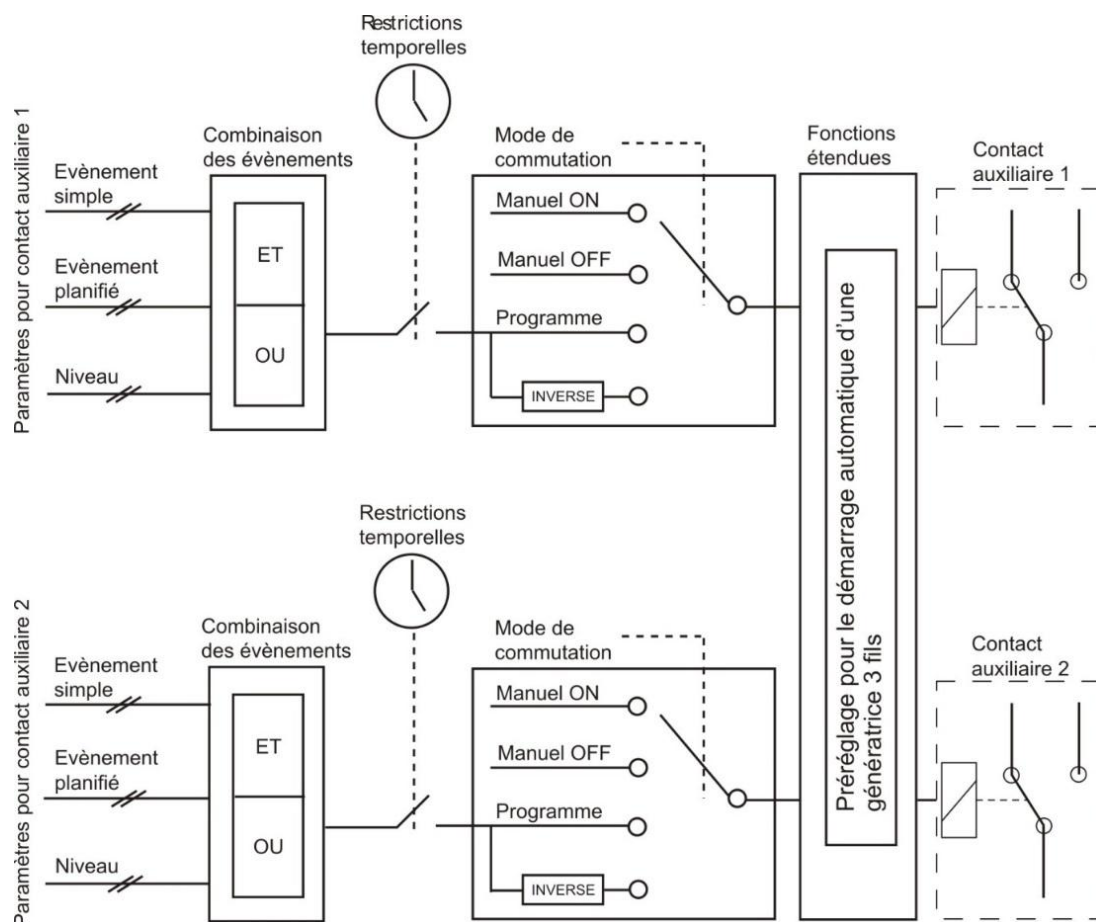 Restrictions
temporelles
Paramètres pour contact auxiliaire 1
Combinaison
des évènements
Mode de
commutation
Fonctions
étendues
Contact
auxiliaire 1
Evènement
simple
Evènement
planifié
Niveau
ET
OU
Manuel ON
Manuel OFF
Programme
INVERSE
Préréglage pour le démarrage automatique d’une
génératrice 3 fils
Restrictions
temporelles
Paramètres pour contact auxiliaire 2
Combinaison
des évènements
Mode de
commutation
Contact
auxiliaire 2
Evènement
simple
Evènement
planifié
Niveau
ET
OU
Manuel ON
Manuel OFF
Programme
INVERSE